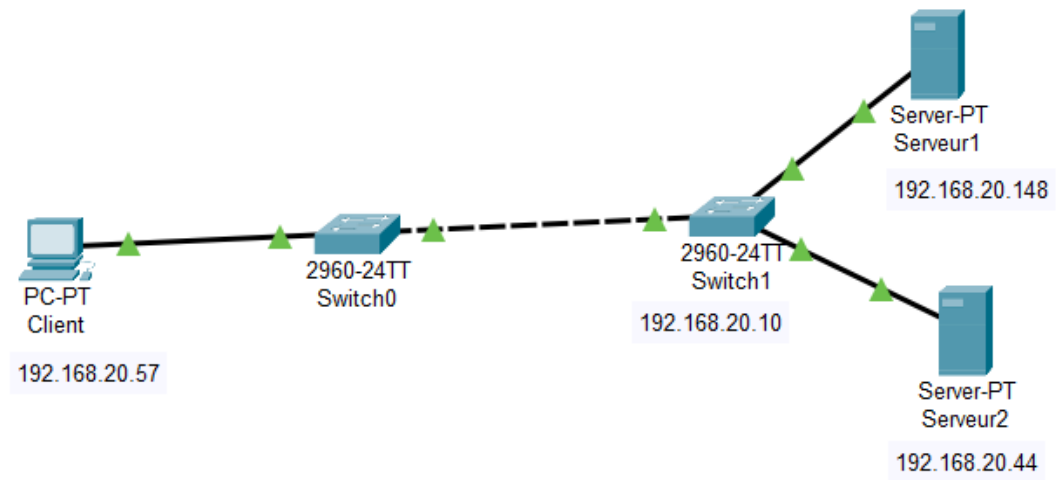 PC-PT
Client
192.168.20.57
2960-24TT
Switch0
2960-24TT
Switch1
192.168.20.10
Server-PT
Serveur1
192.168.20.148
Server-PT
Serveur2
192.168.20.44